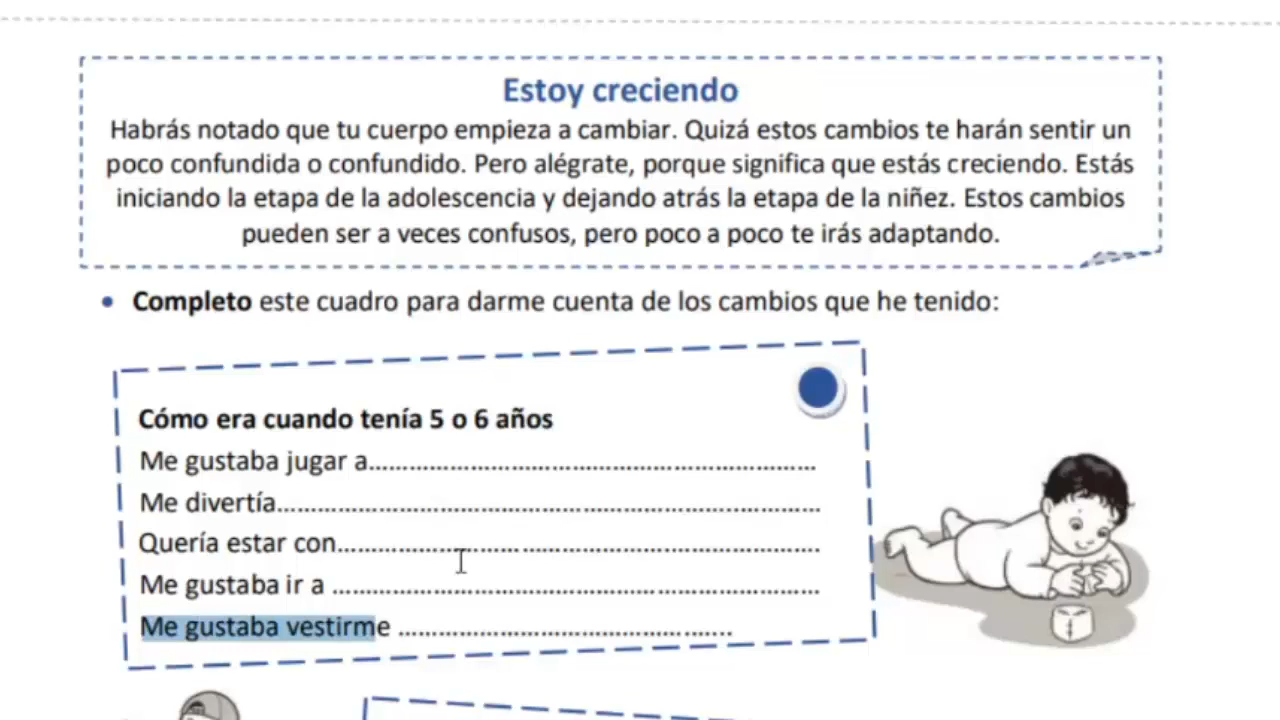 Estoy creciendo
Habrás notado que tu cuerpo empieza a cambiar. Quizá estos cambios te harán sentir un
poco confundida o confundido. Pero alégrate, porque significa que estás creciendo. Estás
iniciando la etapa de la adolescencia y dejando atrás la etapa de la niñez. Estos cambios
pueden ser a veces confusos, pero poco a poco te irás adaptando.
• Completo este cuadro para darme cuenta de los cambios que he tenido:
Cómo era cuando tenía 5 o 6 años
Me gustaba jugar a..................................................................
Me divertía................................................................................
Quería estar con.......................................................................
Me gustaba ir a .......................................................................
Me gustaba vestirme .................................................